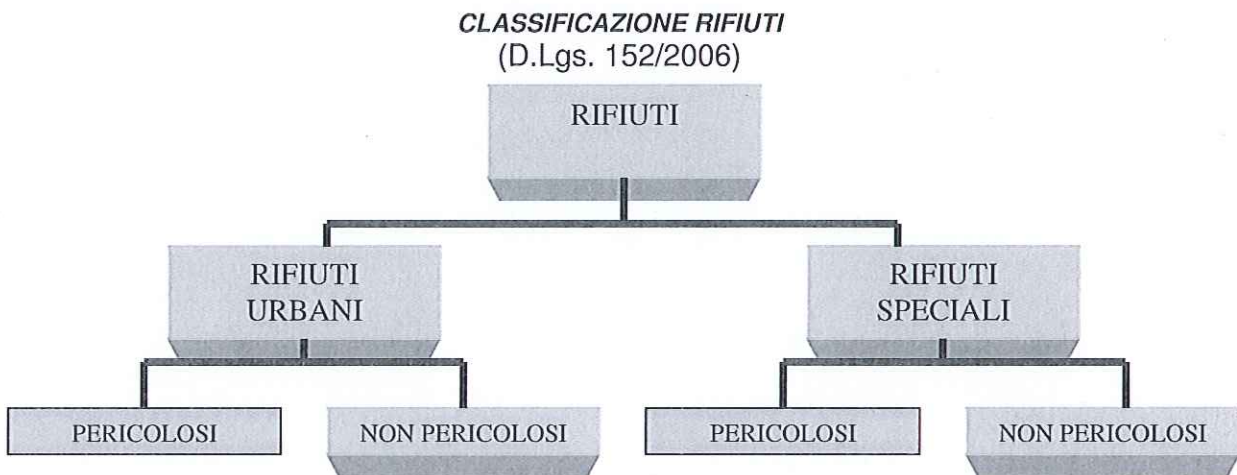 CLASSIFICAZIONE RIFIUTI
(D.Lgs. 152/2006)
RIFIUTI
RIFIUTI
URBANI
RIFIUTI
SPECIALI
PERICOLOSI
NON PERICOLOSI
PERICOLOSI
NON PERICOLOSI